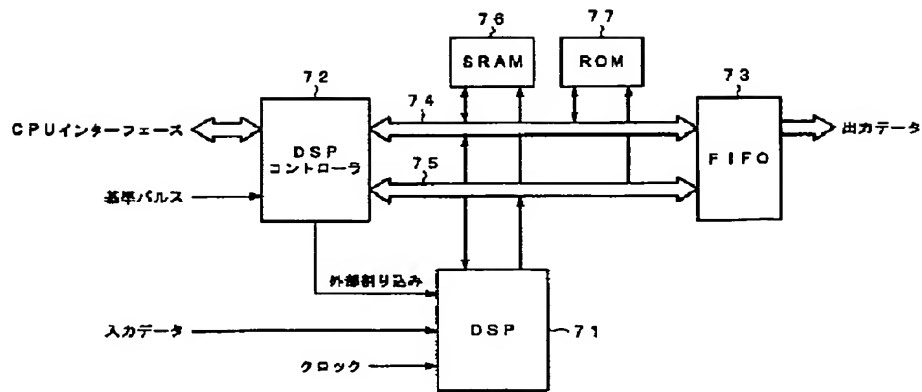 76
77
SRAM
ROM
72
73
74
CPUインターフェース
出力データ
DSP
コントローラ
FIFO
75
基準パルス
外部割り込み
入力データ
DSP
71
クロック